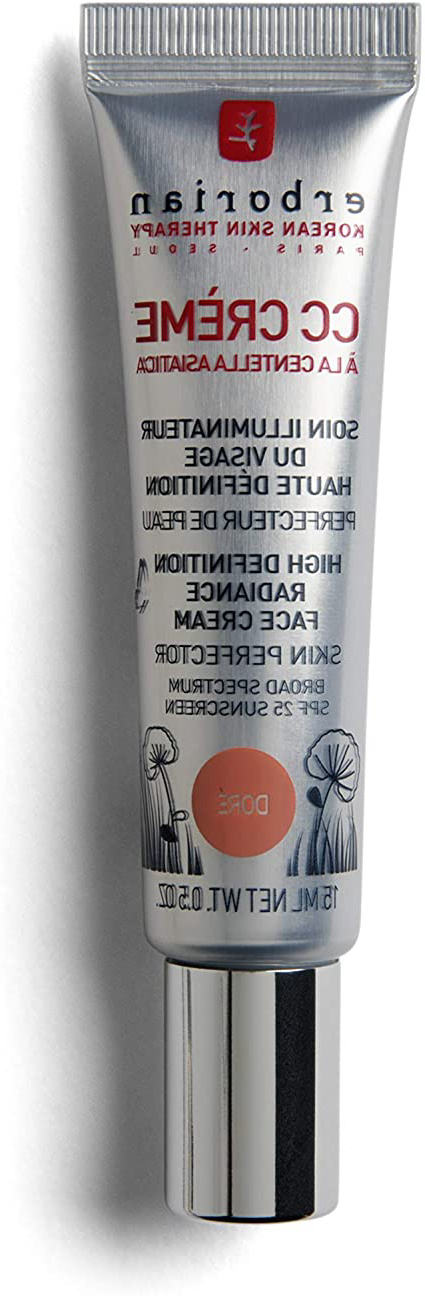 erborian
KOREAN SKIN THERAPY
PARIS . SEOUL
CC CRÈME
À LA CENTELLA ASIATICA
SOIN ILLUMINATEUR
DU VISAGE
HAUTE DÉFINITION
PERFECTEUR DE PEAU
HIGH DEFINITION
RADIANCE
FACE CREAM
SKIN PERFECTOR
BROAD SPECTRUM
SPF 25 SUNSCREEN
DORÉ
15 ML NET WT. 0.5 OZ.